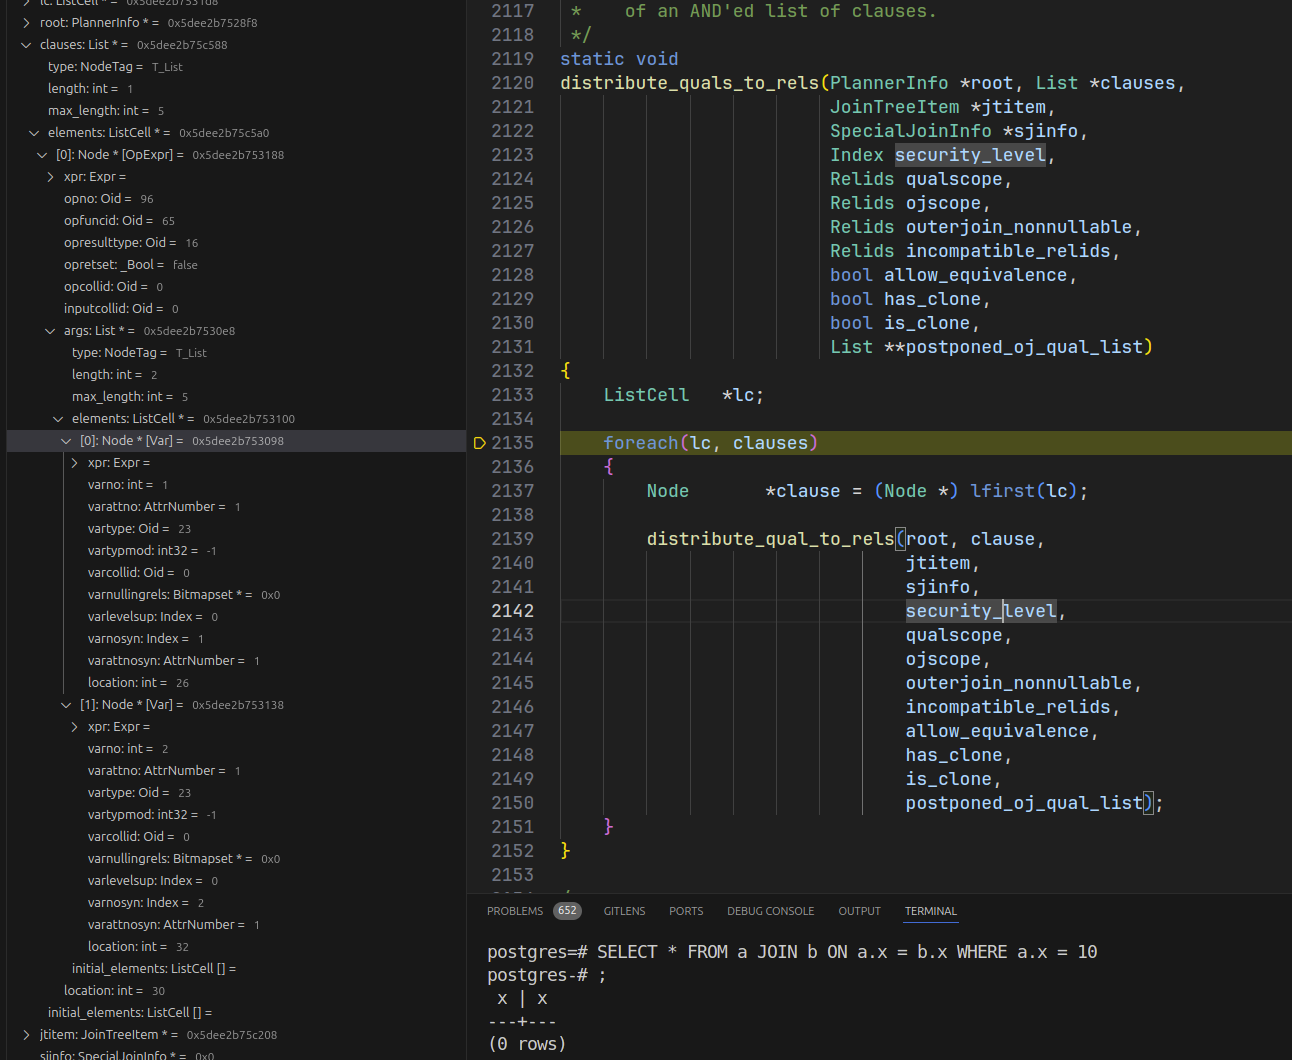 lc: ListCell * = 0x5dee2b7531d8
root: PlannerInfo * = 0x5dee2b7528f8
clauses: List * = 0x5dee2b75c588
type: NodeTag = T_List
length: int = 1
max_length: int = 5
elements: ListCell * = 0x5dee2b75c5a0
[0]: Node * [OpExpr] = 0x5dee2b753188
xpr: Expr =
opno: Oid = 96
opfuncid: Oid = 65
opresulttype: Oid = 16
opretset: _Bool = false
opcollid: Oid = 0
inputcollid: Oid = 0
args: List * = 0x5dee2b7530e8
type: NodeTag = T_List
length: int = 2
max_length: int = 5
elements: ListCell * = 0x5dee2b753100
[0]: Node * [Var] = 0x5dee2b753098
xpr: Expr =
varno: int = 1
varattno: AttrNumber = 1
vartype: Oid = 23
vartypmod: int32 = -1
varcollid: Oid = 0
varnullingrels: Bitmapset * = 0x0
varlevelsup: Index = 0
varnosyn: Index = 1
varattnosyn: AttrNumber = 1
location: int = 26
[1]: Node * [Var] = 0x5dee2b753138
xpr: Expr =
varno: int = 2
varattno: AttrNumber = 1
vartype: Oid = 23
vartypmod: int32 = -1
varcollid: Oid = 0
varnullingrels: Bitmapset * = 0x0
varlevelsup: Index = 0
varnosyn: Index = 2
varattnosyn: AttrNumber = 1
location: int = 32
initial_elements: ListCell [] =
location: int = 30
initial_elements: ListCell [] =
jtitem: JoinTreeItem * = 0x5dee2b75c208
sjinfo: SpecialJoinInfo * = 0x0
2117 * of an AND'ed list of clauses.
2118 */
2119 static void
2120 distribute_quals_to_rels(PlannerInfo *root, List *clauses,
2121 JoinTreeItem *jtitem,
2122 SpecialJoinInfo *sjinfo,
2123 Index security_level,
2124 Relids qualscope,
2125 Relids ojscope,
2126 Relids outerjoin_nonnullable,
2127 Relids incompatible_relids,
2128 bool allow_equivalence,
2129 bool has_clone,
2130 bool is_clone,
2131 List **postponed_oj_qual_list)
2132 {
2133 ListCell *lc;
2134
2135 foreach(lc, clauses)
2136 {
2137 Node *clause = (Node *) lfirst(lc);
2138
2139 distribute_qual_to_rels(root, clause,
2140 jtitem,
2141 sjinfo,
2142 security_level,
2143 qualscope,
2144 ojscope,
2145 outerjoin_nonnullable,
2146 incompatible_relids,
2147 allow_equivalence,
2148 has_clone,
2149 is_clone,
2150 postponed_oj_qual_list);
2151 }
2152 }
2153
PROBLEMS 652 GITLENS PORTS DEBUG CONSOLE OUTPUT TERMINAL
postgres=# SELECT * FROM a JOIN b ON a.x = b.x WHERE a.x = 10
postgres-# ;
x | x
---+---
(0 rows)